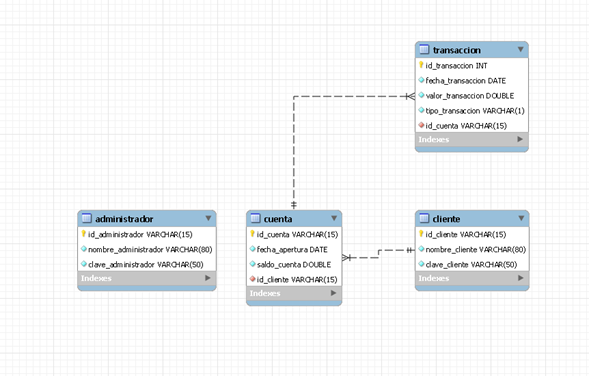 transaccion
id_transaccion INT
fecha_transaccion DATE
valor_transaccion DOUBLE
tipo_transaccion VARCHAR(1)
id_cuenta VARCHAR(15)
Indexes
administrador
id_administrador VARCHAR(15)
nombre_administrador VARCHAR(80)
clave_administrador VARCHAR(50)
Indexes
cuenta
id_cuenta VARCHAR(15)
fecha_apertura DATE
saldo_cuenta DOUBLE
id_cliente VARCHAR(15)
Indexes
cliente
id_cliente VARCHAR(15)
nombre_cliente VARCHAR(80)
clave_cliente VARCHAR(50)
Indexes